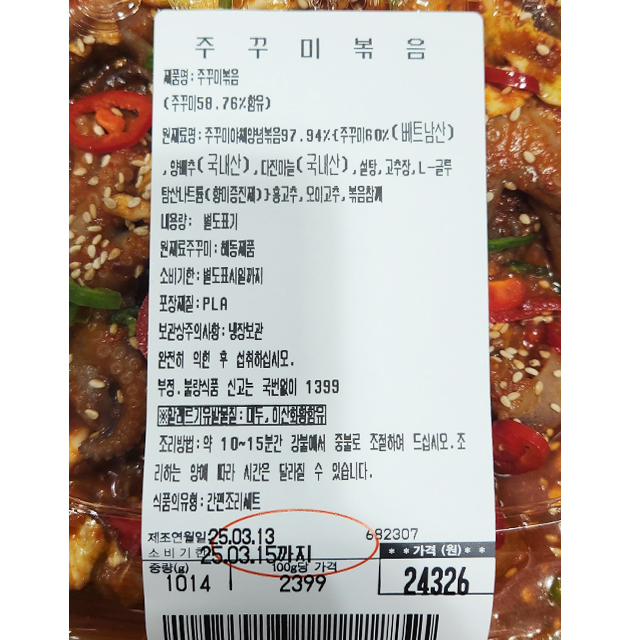 주 꾸 미 볶 음
제품명:주꾸미볶음
(주꾸미58.76%함유)
원재료명:주꾸미야채양념볶음97.94%{주꾸미60%(베트남산)
,양배추(국내산),다진마늘(국내산),설탕,고추장,L-글루
탐산나트륨(향미증진제)}홍고추,오이고추,볶음참깨
내용량: 별도표기
원재료주꾸미:해동제품
소비기한:별도표시일까지
포장재질:PLA
보관상주의사항:냉장보관
완전히 익힌 후 섭취하십시오.
부정.불량식품 신고는 국번없이 1399
※알레르기유발물질:대두,이산화황함유
조리방법:약 10~15분간 강불에서 중불로 조절하여 드십시오.조
리하는 양에 따라 시간은 달라질 수 있습니다.
식품의유형:간편조리세트
제조연월일 25.03.13 682307
소비기한 25.03.15까지 **가격(원)**
중량(g) 100g당 가격
1014 2399 24326